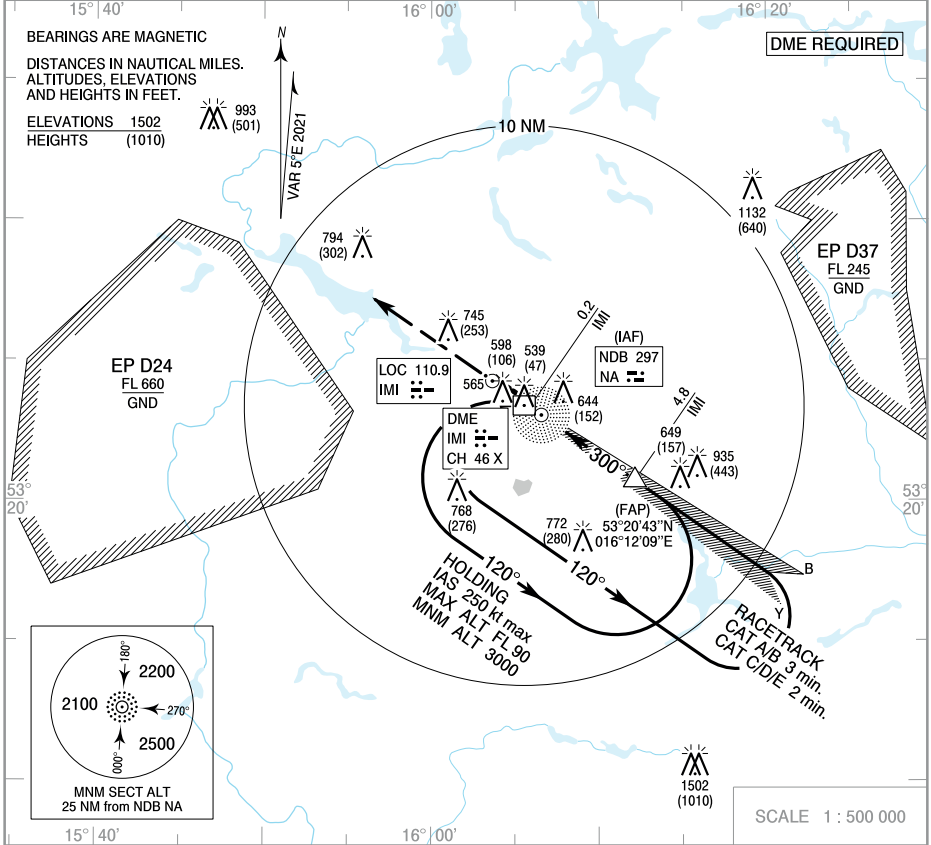 15° 40'
16° 00'
16° 20'
BEARINGS ARE MAGNETIC
DISTANCES IN NAUTICAL MILES.
ALTITUDES, ELEVATIONS
AND HEIGHTS IN FEET.
ELEVATIONS 1502
HEIGHTS (1010)
993
(501)
N
VAR 5°E 2021
DME REQUIRED
10 NM
1132
(640)
EP D37
FL 245
GND
794
(302)
EP D24
FL 660
GND
745
(253)
598
(106)
539
(47)
0.2
IMI
(IAF)
NDB 297
NA
LOC 110.9
IMI
565
644
(152)
DME
IMI
CH 46 X
4.8
IMI
649
(157)
935
(443)
300°
53°
20'
53°
20'
768
(276)
772
(280)
(FAP)
53°20'43"N
016°12'09"E
B
Y
120°
120°
HOLDING
IAS 250 kt max
MAX ALT FL 90
MNM ALT 3000
RACETRACK
CAT A/B 3 min.
CAT C/D/E 2 min.
180°
2200
2100
270°
000°
2500
MNM SECT ALT
25 NM from NDB NA
1502
(1010)
SCALE 1 : 500 000
15° 40'
16° 00'